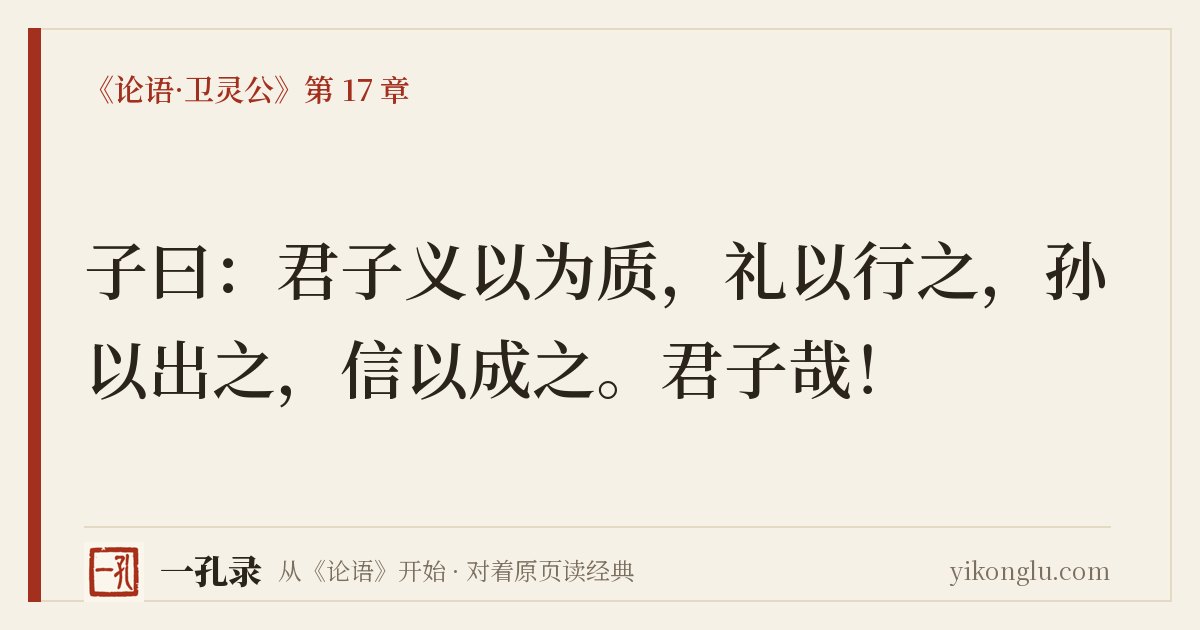 《论语·卫灵公》第 17 章
子曰：君子义以为质，礼以行之，孙
以出之，信以成之。君子哉！
一孔
一孔录 从《论语》开始 · 对着原页读经典 yikonglu.com